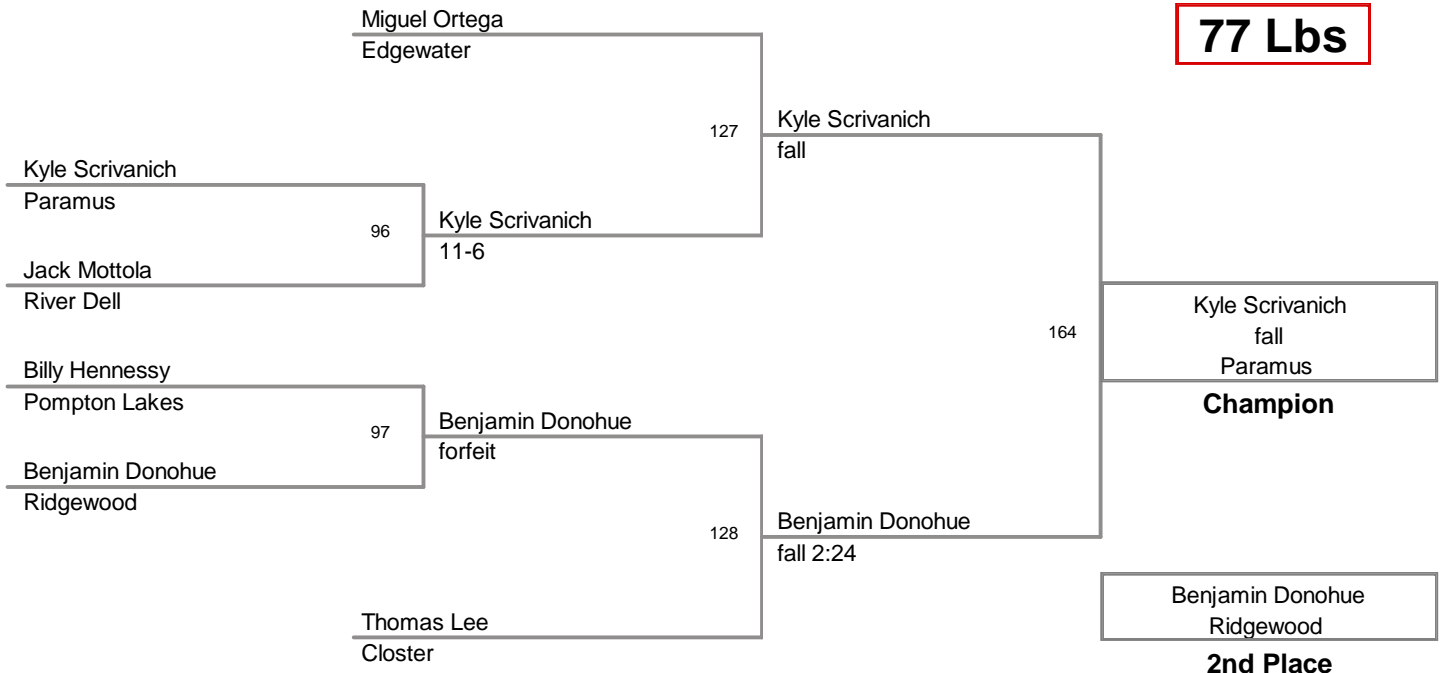 77 Lbs
Miguel Ortega
Edgewater
127
Kyle Scrivanich
fall
Kyle Scrivanich
Paramus
96
Kyle Scrivanich
11-6
Jack Mottola
River Dell
164
Kyle Scrivanich
fall
Paramus
Champion
Billy Hennessy
Pompton Lakes
97
Benjamin Donohue
forfeit
Benjamin Donohue
Ridgewood
128
Benjamin Donohue
fall 2:24
Thomas Lee
Closter
Benjamin Donohue
Ridgewood
2nd Place